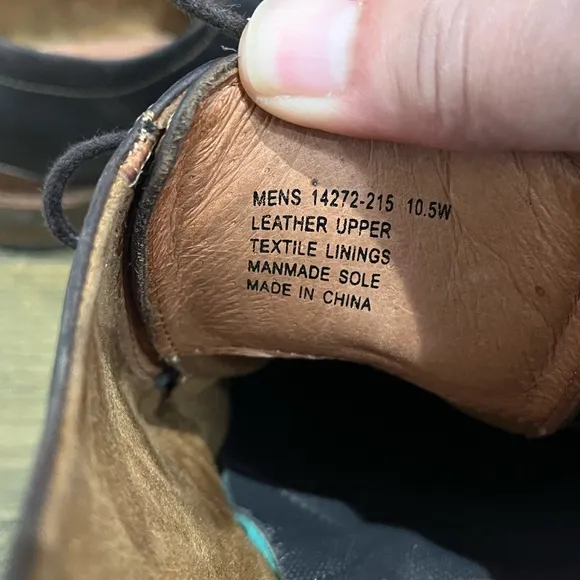 MENS 14272-215 10.5W
LEATHER UPPER
TEXTILE LININGS
MANMADE SOLE
MADE IN CHINA